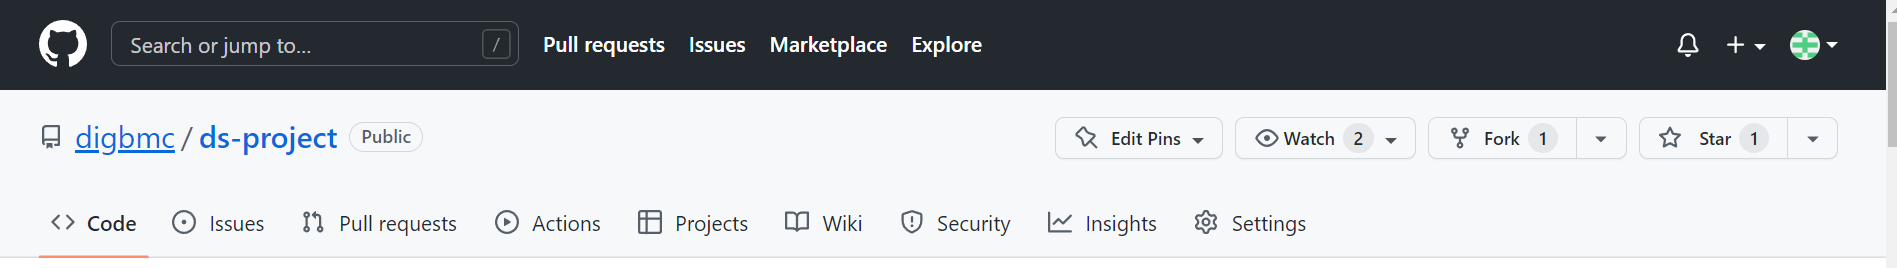 Search or jump to... / Pull requests Issues Marketplace Explore
digbmc / ds-project Public Edit Pins Watch 2 Fork 1 Star 1
Code Issues Pull requests Actions Projects Wiki Security Insights Settings